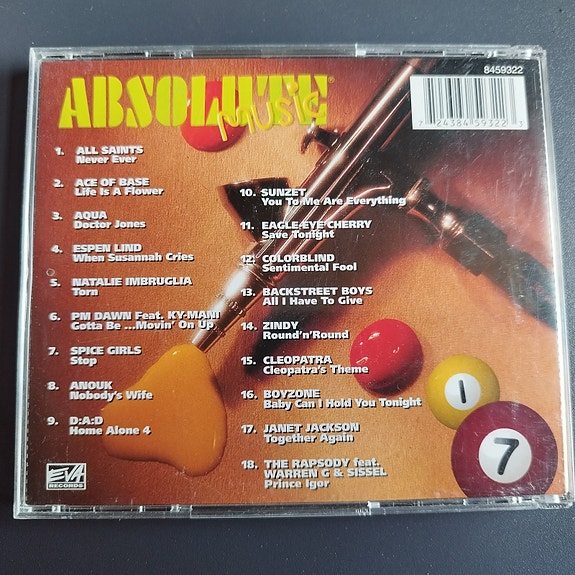 ABSOLUTE®
music
8459322
7 24384 59322 3
1. ALL SAINTS
Never Ever
2. ACE OF BASE
Life Is A Flower
3. AQUA
Doctor Jones
4. ESPEN LIND
When Susannah Cries
5. NATALIE IMBRUGLIA
Torn
6. PM DAWN Feat. KY-MANI
Gotta Be ...Movin' On Up
7. SPICE GIRLS
Stop
8. ANOUK
Nobody's Wife
9. D:A:D
Home Alone 4
10. SUNZET
You To Me Are Everything
11. EAGLE-EYE CHERRY
Save Tonight
12. COLORBLIND
Sentimental Fool
13. BACKSTREET BOYS
All I Have To Give
14. ZINDY
Round'n'Round
15. CLEOPATRA
Cleopatra's Theme
16. BOYZONE
Baby Can I Hold You Tonight
17. JANET JACKSON
Together Again
18. THE RAPSODY feat.
WARREN G & SISSEL
Prince Igor
1
7
EVA
RECORDS